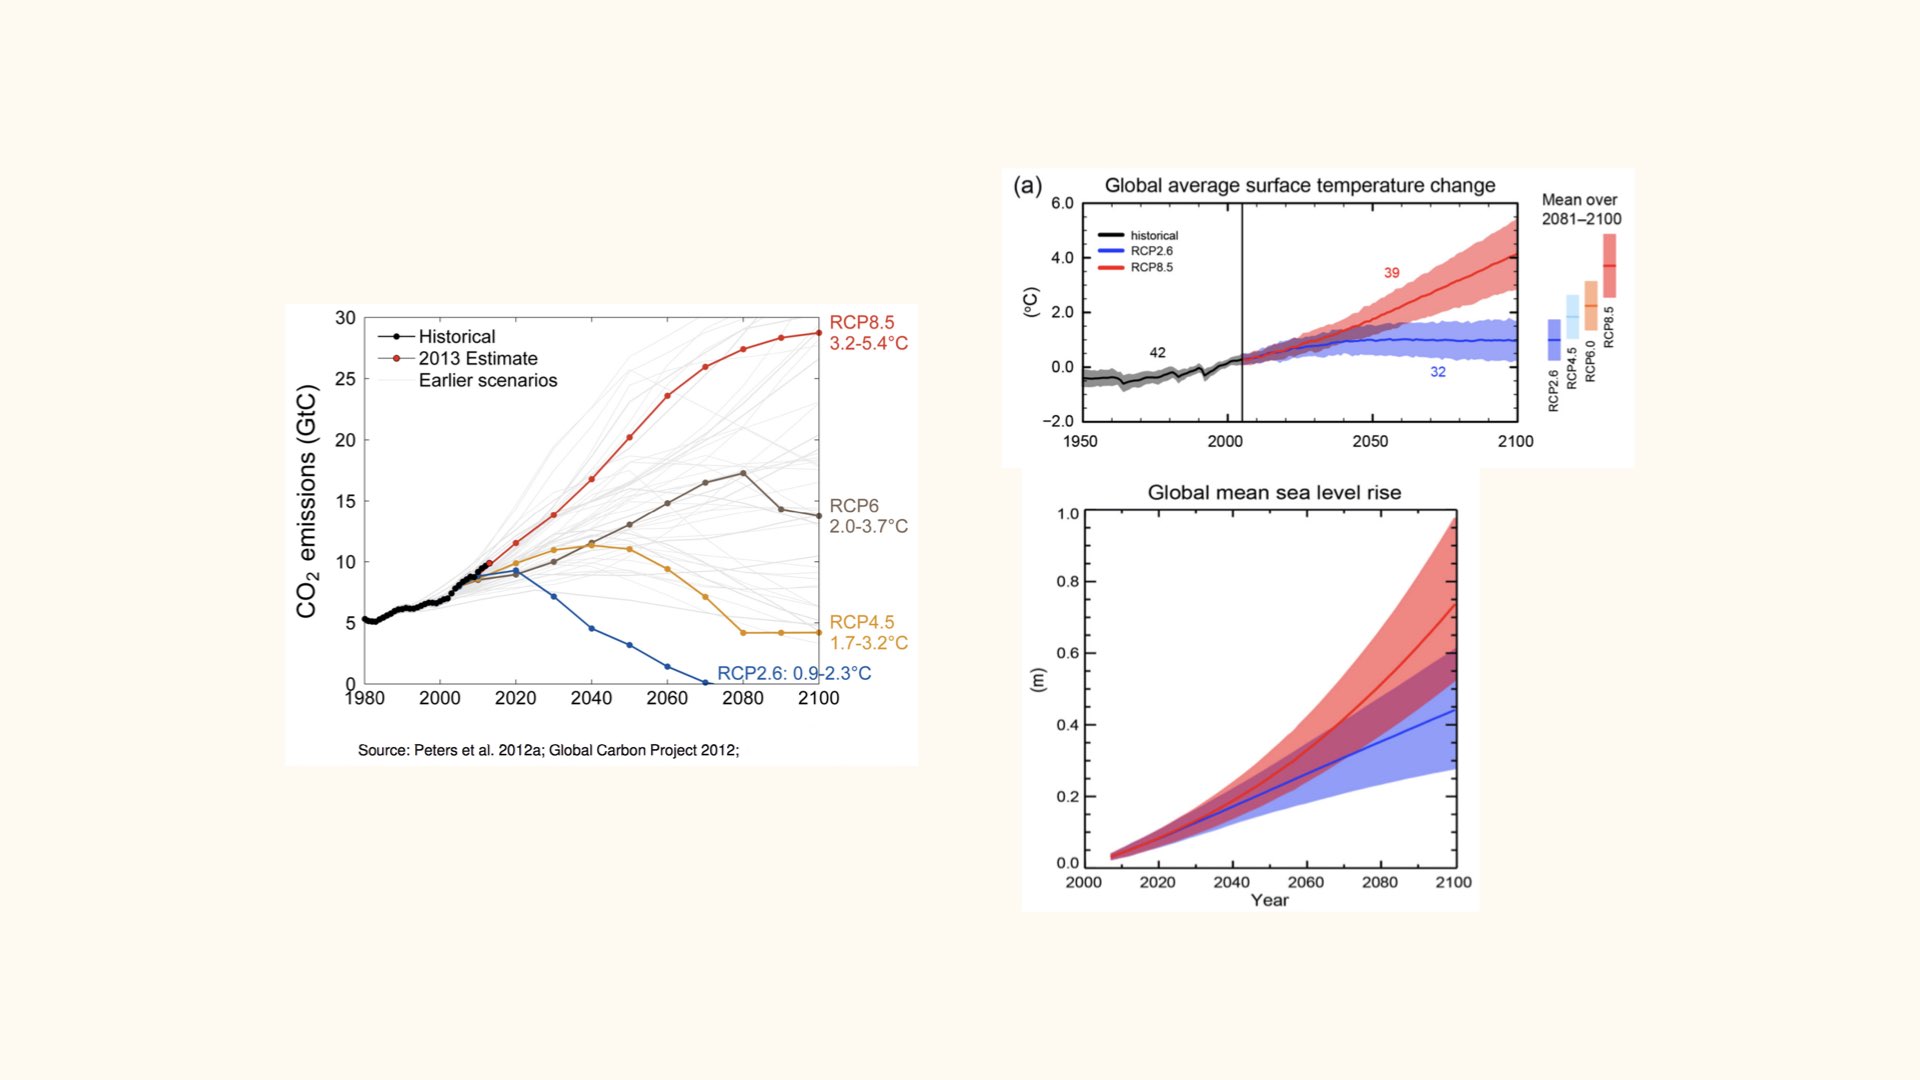 30
25
20
15
10
5
0
CO2 emissions (GtC)
Historical
2013 Estimate
Earlier scenarios
RCP8.5
3.2-5.4°C
RCP6
2.0-3.7°C
RCP4.5
1.7-3.2°C
RCP2.6: 0.9-2.3°C
1980 2000 2020 2040 2060 2080 2100
Source: Peters et al. 2012a; Global Carbon Project 2012;
(a) Global average surface temperature change
6.0
4.0
2.0
0.0
−2.0
(°C)
historical
RCP2.6
RCP8.5
42
39
32
1950 2000 2050 2100
Mean over
2081–2100
RCP2.6
RCP4.5
RCP6.0
RCP8.5
Global mean sea level rise
1.0
0.8
0.6
0.4
0.2
0.0
(m)
2000 2020 2040 2060 2080 2100
Year